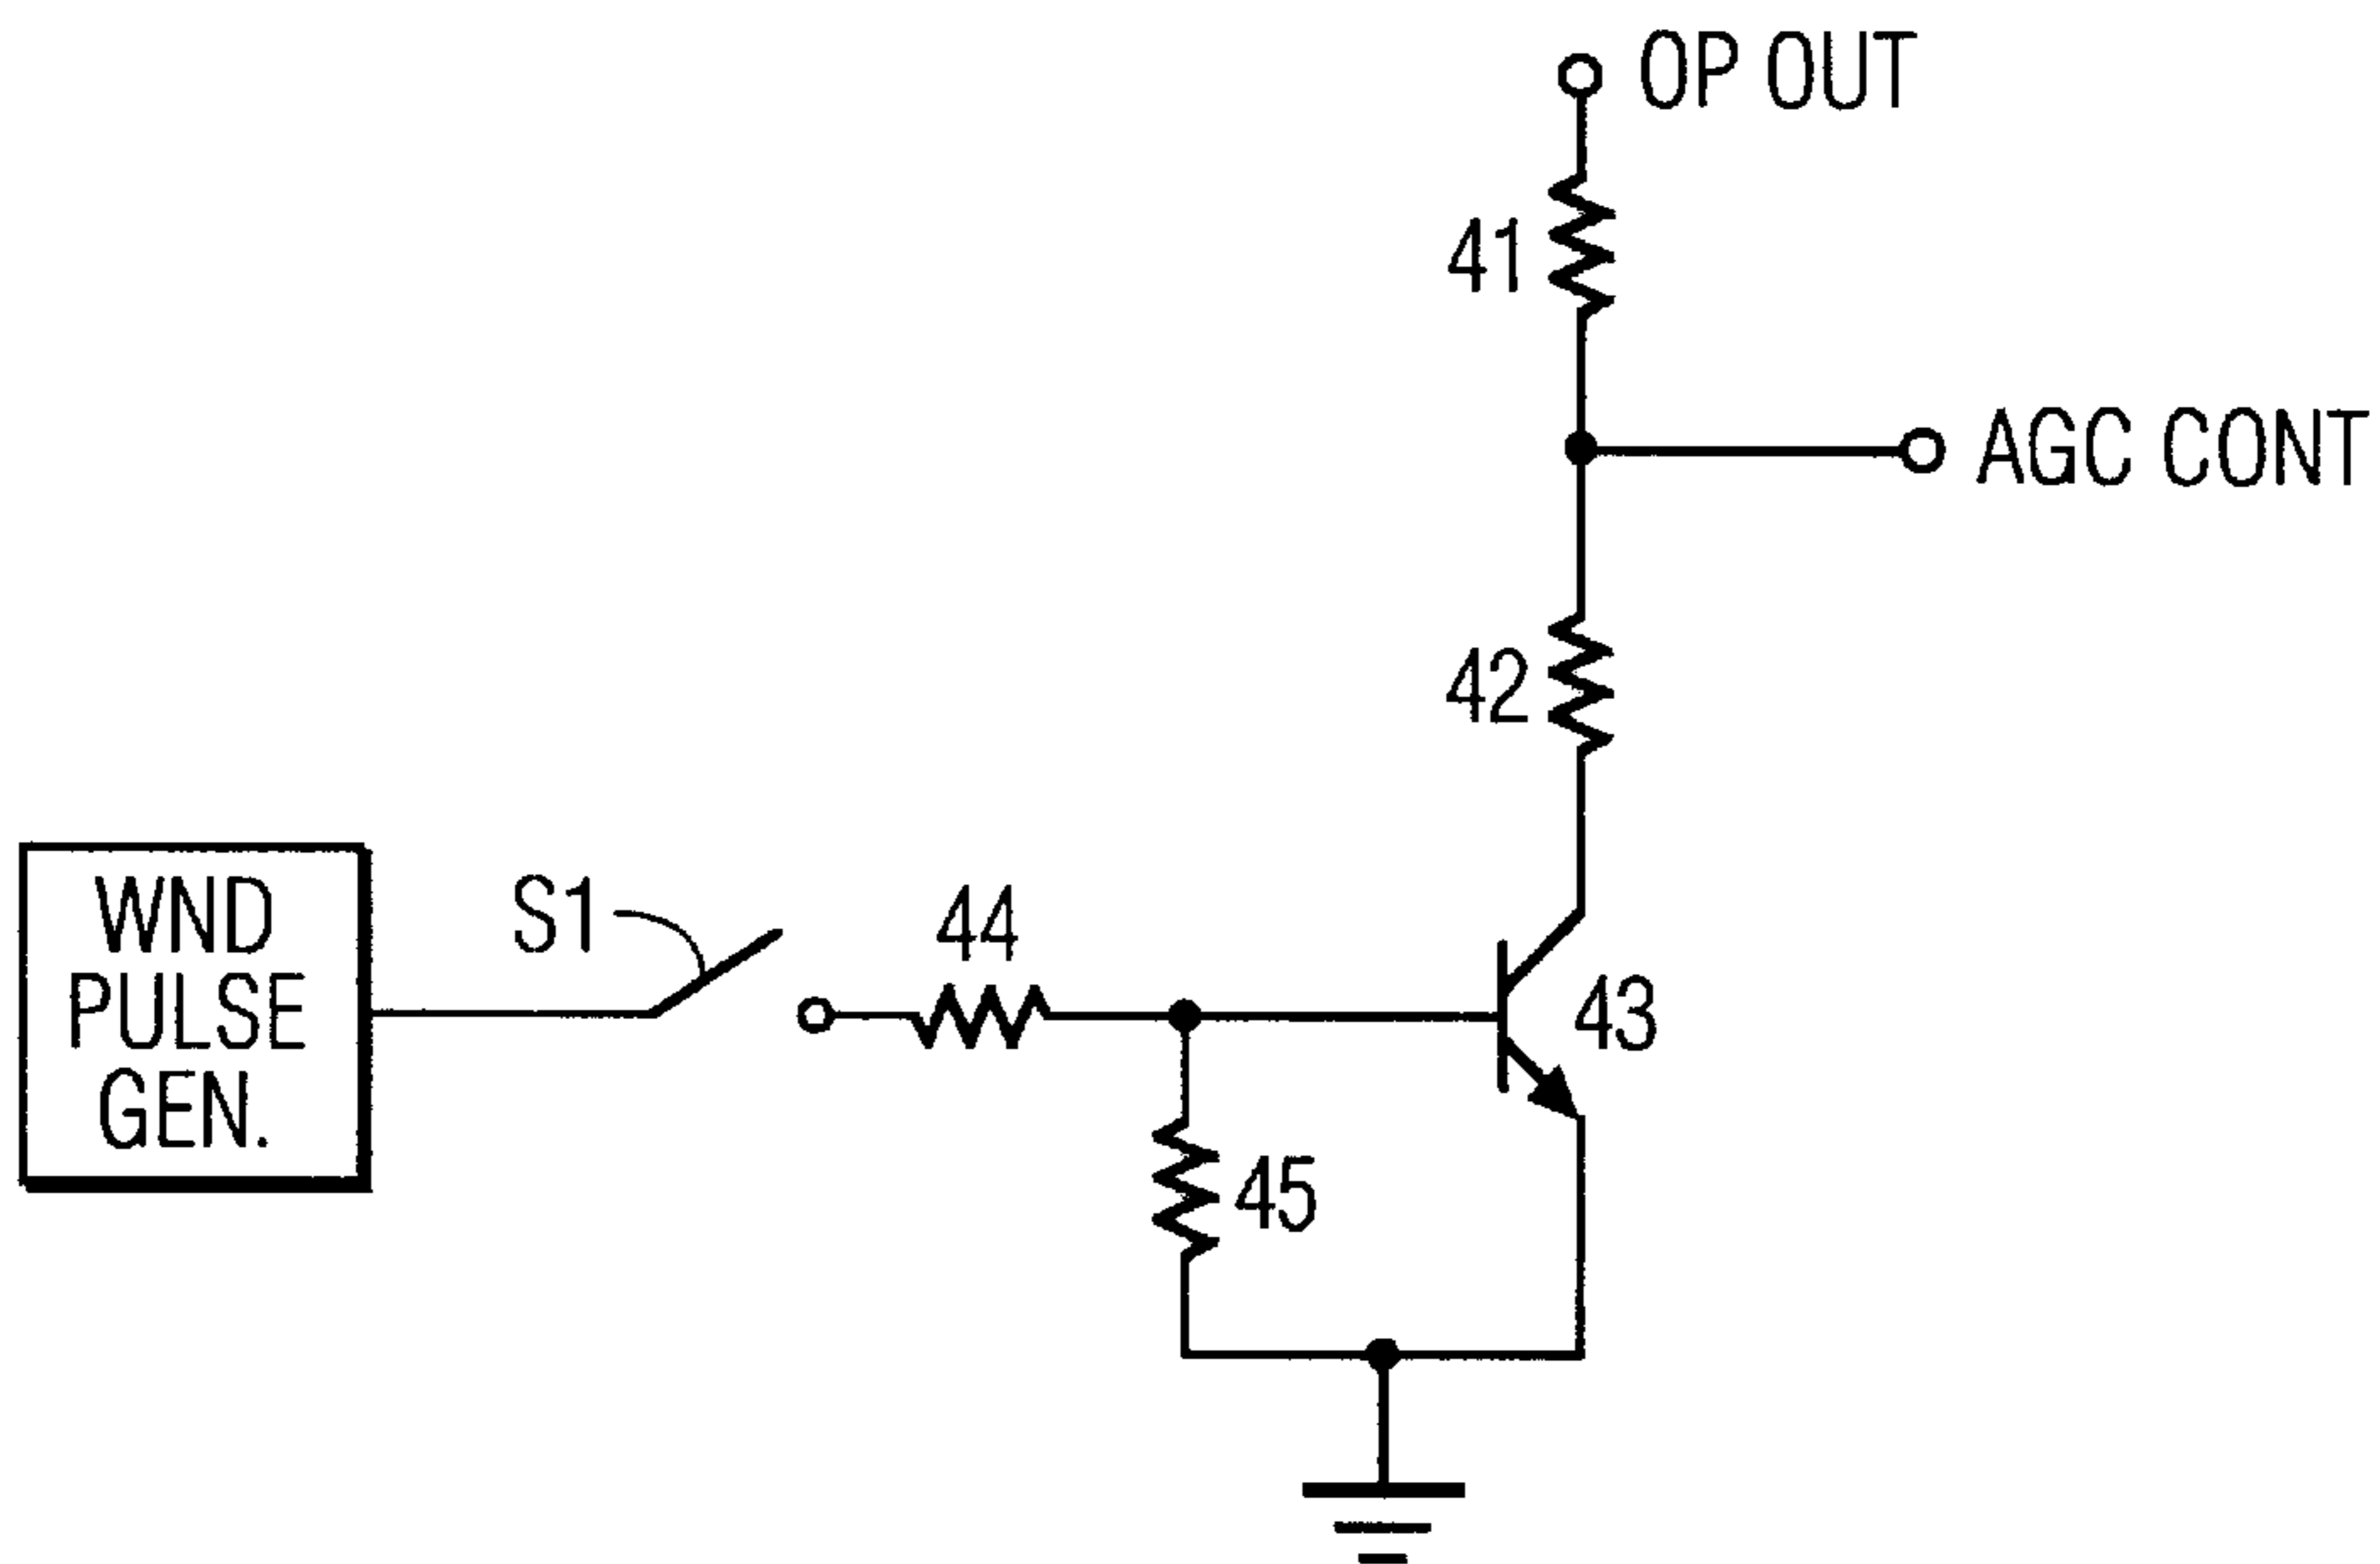 OP OUT
41
AGC CONT
42
WND
PULSE
GEN.
S1
44
43
45